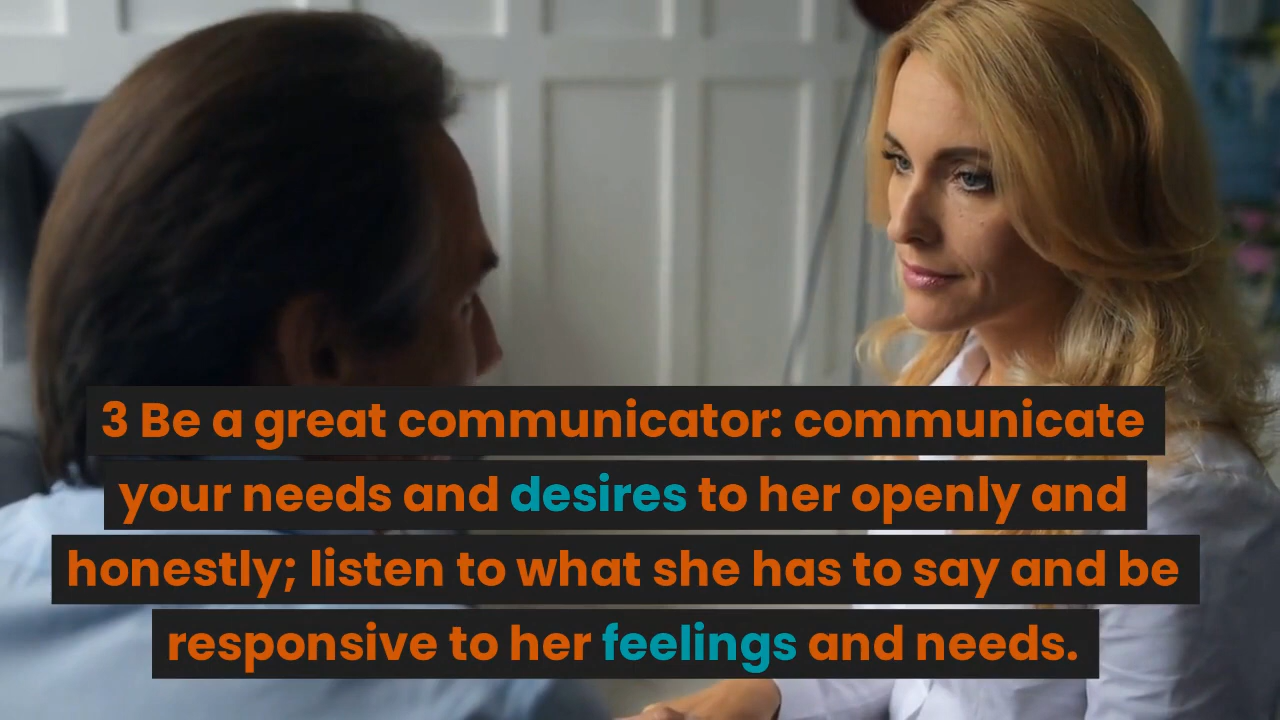 3 Be a great communicator: communicate
your needs and desires to her openly and
honestly; listen to what she has to say and be
responsive to her feelings and needs.